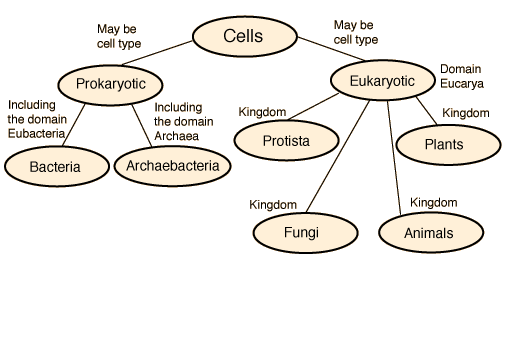 Cells
May be
cell type
May be
cell type
Prokaryotic
Eukaryotic
Domain
Eucarya
Including
the domain
Eubacteria
Including
the domain
Archaea
Kingdom
Kingdom
Bacteria
Archaebacteria
Protista
Plants
Kingdom
Kingdom
Fungi
Animals